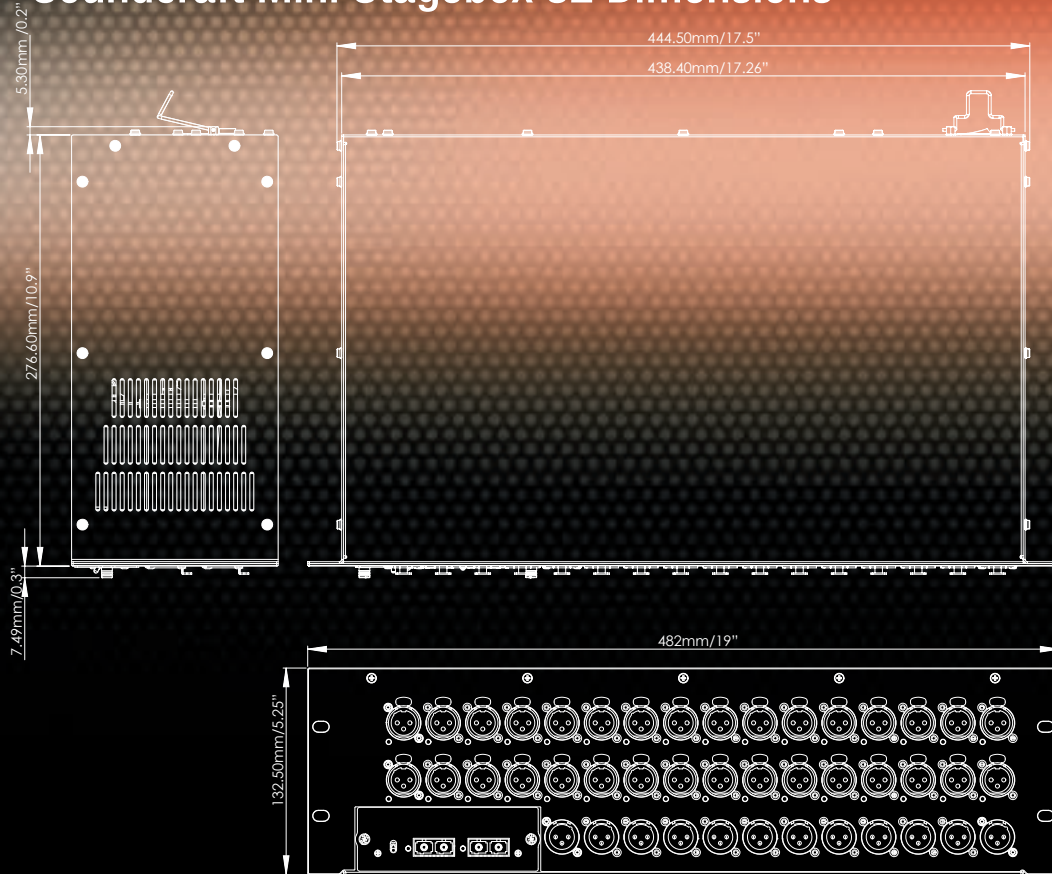 Soundcraft Mini Stagebox 32 Dimensions
5.30mm /0.2"
444.50mm/17.5"
438.40mm/17.26"
276.60mm/10.9"
7.49mm/0.3"
482mm/19"
132.50mm/5.25"